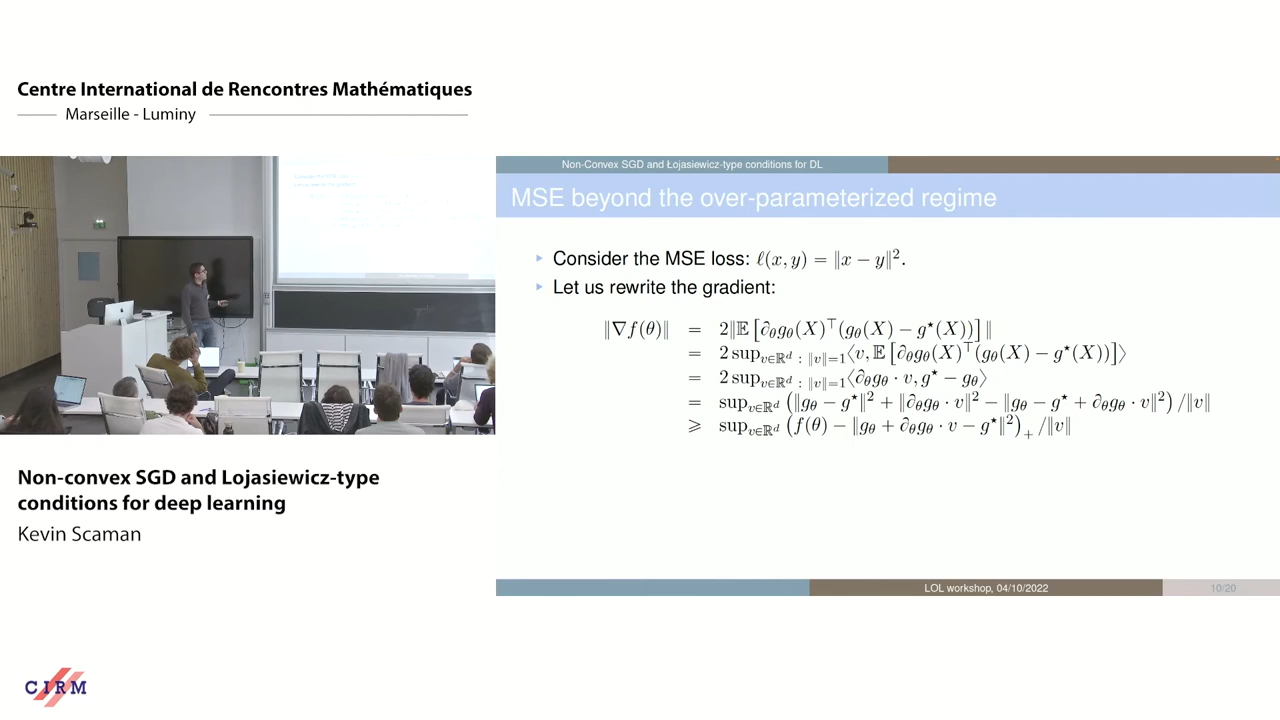 Centre International de Rencontres Mathématiques
Marseille - Luminy
Non-Convex SGD and Łojasiewicz-type conditions for DL
MSE beyond the over-parameterized regime
Consider the MSE loss: ℓ(x, y) = ‖x − y‖².
Let us rewrite the gradient:
‖∇f(θ)‖ = 2‖𝔼[∂_θg_θ(X)^⊤(g_θ(X) − g^⋆(X))]‖
= 2 sup_{v∈ℝ^d : ‖v‖=1}⟨v, 𝔼[∂_θg_θ(X)^⊤(g_θ(X) − g^⋆(X))]⟩
= 2 sup_{v∈ℝ^d : ‖v‖=1}⟨∂_θg_θ · v, g^⋆ − g_θ⟩
= sup_{v∈ℝ^d} (‖g_θ − g^⋆‖² + ‖∂_θg_θ · v‖² − ‖g_θ − g^⋆ + ∂_θg_θ · v‖²) /‖v‖
⩾ sup_{v∈ℝ^d} (f(θ) − ‖g_θ + ∂_θg_θ · v − g^⋆‖²)_+ /‖v‖
Non-convex SGD and Lojasiewicz-type
conditions for deep learning
Kevin Scaman
LOL workshop, 04/10/2022
10/20
CIRM